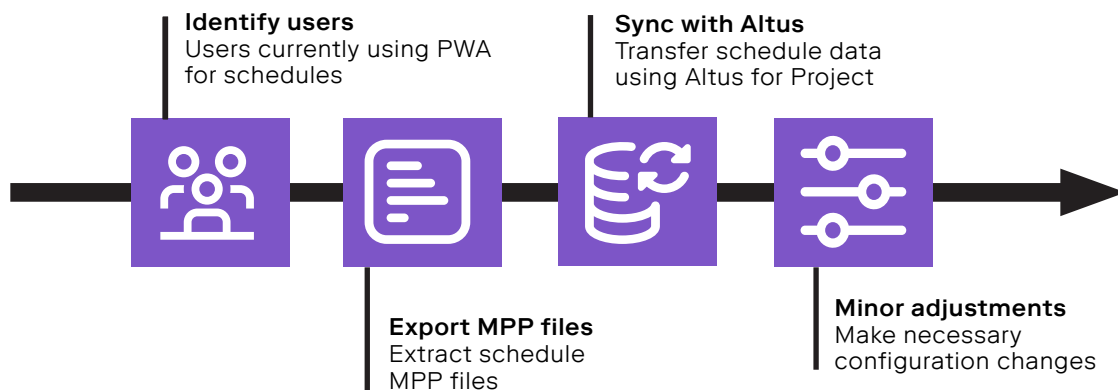 Identify users
Users currently using PWA
for schedules
Export MPP files
Extract schedule
MPP files
Sync with Altus
Transfer schedule data
using Altus for Project
Minor adjustments
Make necessary
configuration changes